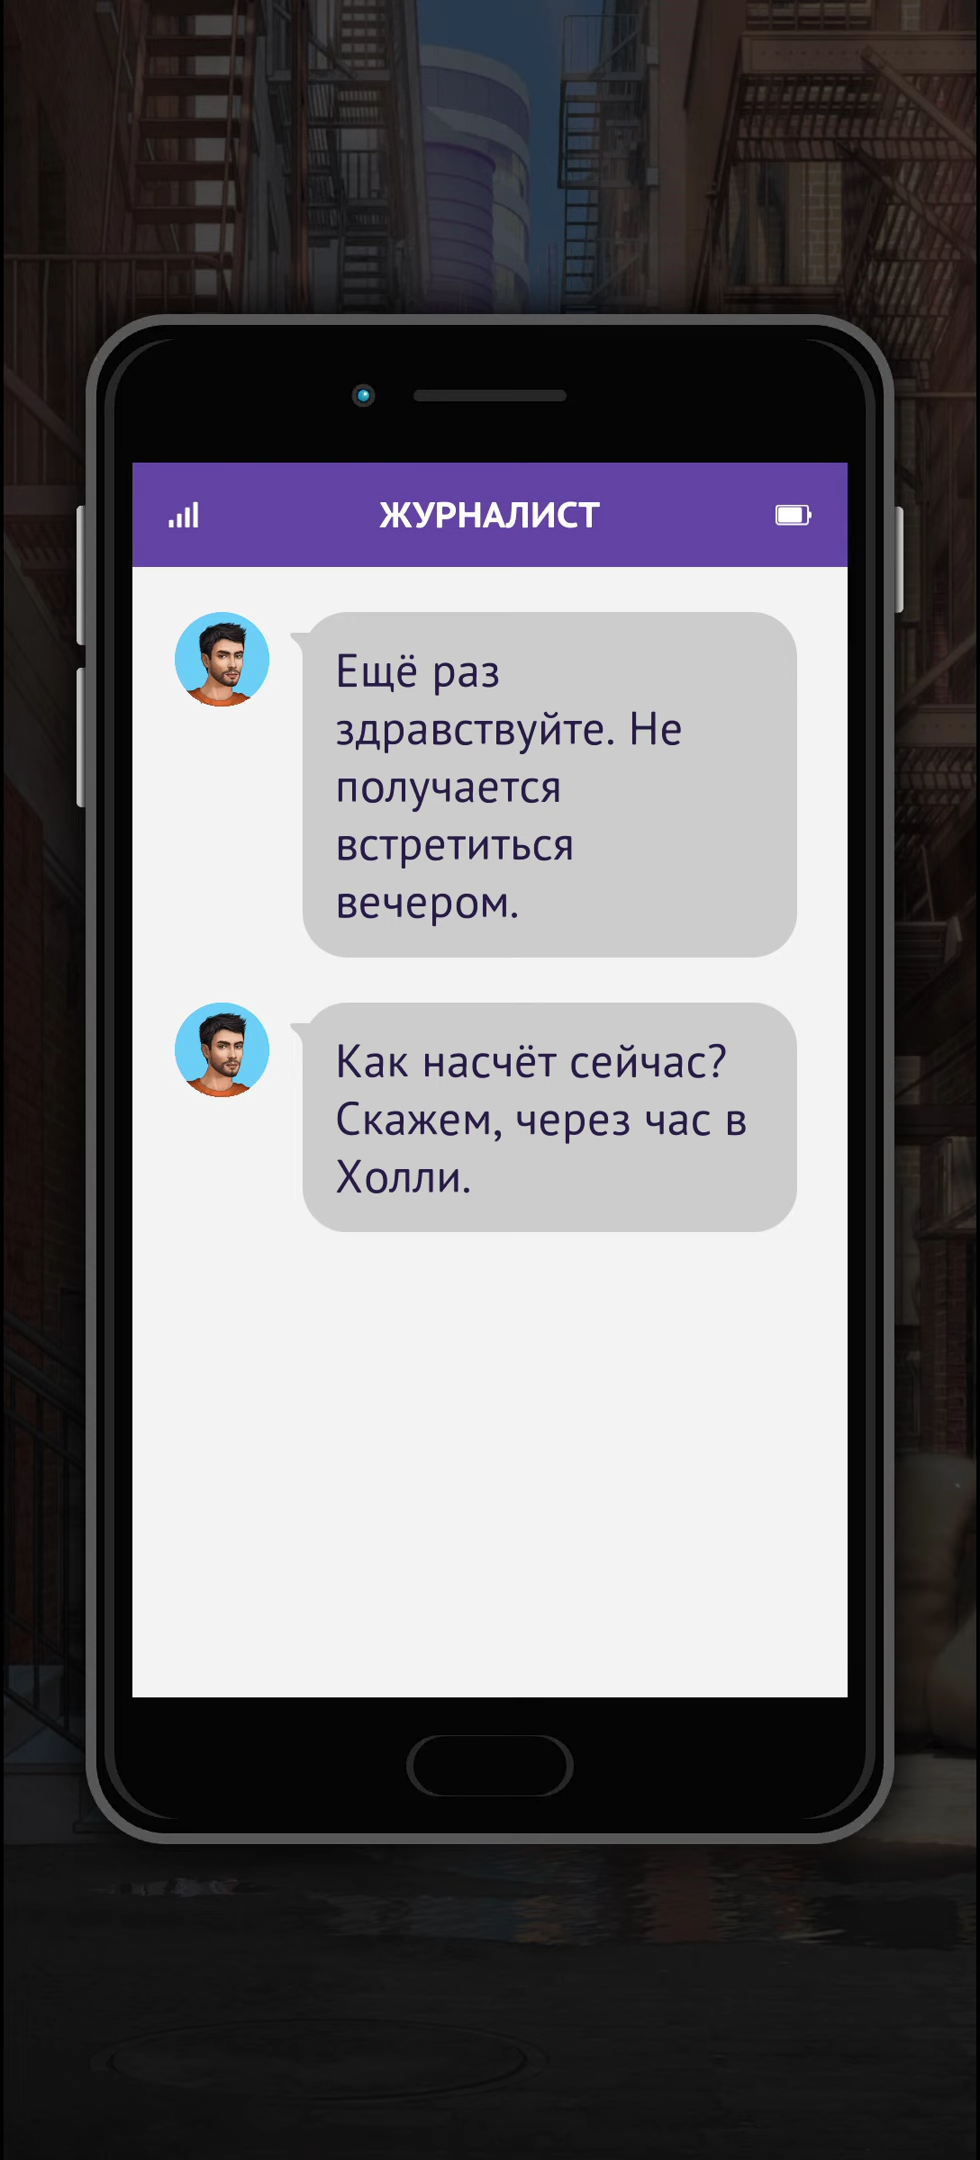 ЖУРНАЛИСТ
Ещё раз
здравствуйте. Не
получается
встретиться
вечером.
Как насчёт сейчас?
Скажем, через час в
Холли.